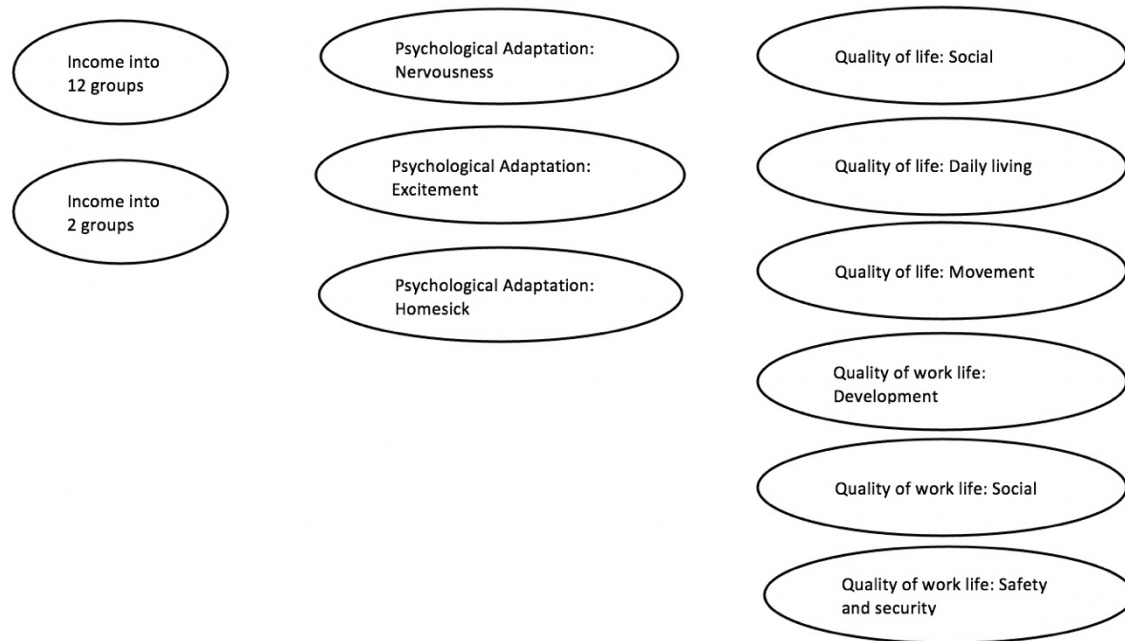 Income into
12 groups
Income into
2 groups
Psychological Adaptation:
Nervousness
Psychological Adaptation:
Excitement
Psychological Adaptation:
Homesick
Quality of life: Social
Quality of life: Daily living
Quality of life: Movement
Quality of work life:
Development
Quality of work life: Social
Quality of work life: Safety
and security